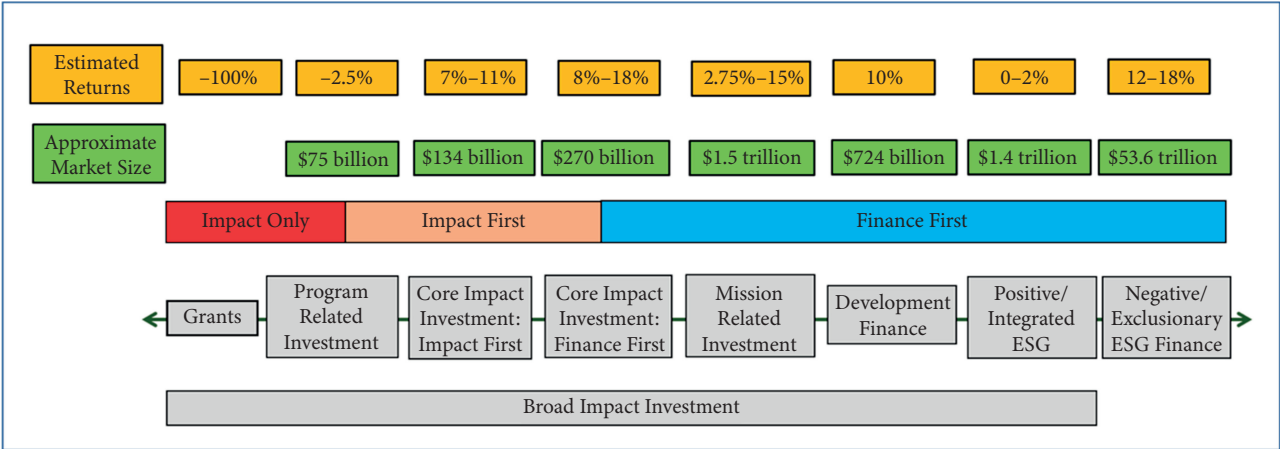 Estimated
Returns
–100%
–2.5%
7%–11%
8%–18%
2.75%–15%
10%
0–2%
12–18%
Approximate
Market Size
$75 billion
$134 billion
$270 billion
$1.5 trillion
$724 billion
$1.4 trillion
$53.6 trillion
Impact Only
Impact First
Finance First
Grants
Program
Related
Investment
Core Impact
Investment:
Impact First
Core Impact
Investment:
Finance First
Mission
Related
Investment
Development
Finance
Positive/
Integrated
ESG
Negative/
Exclusionary
ESG Finance
Broad Impact Investment